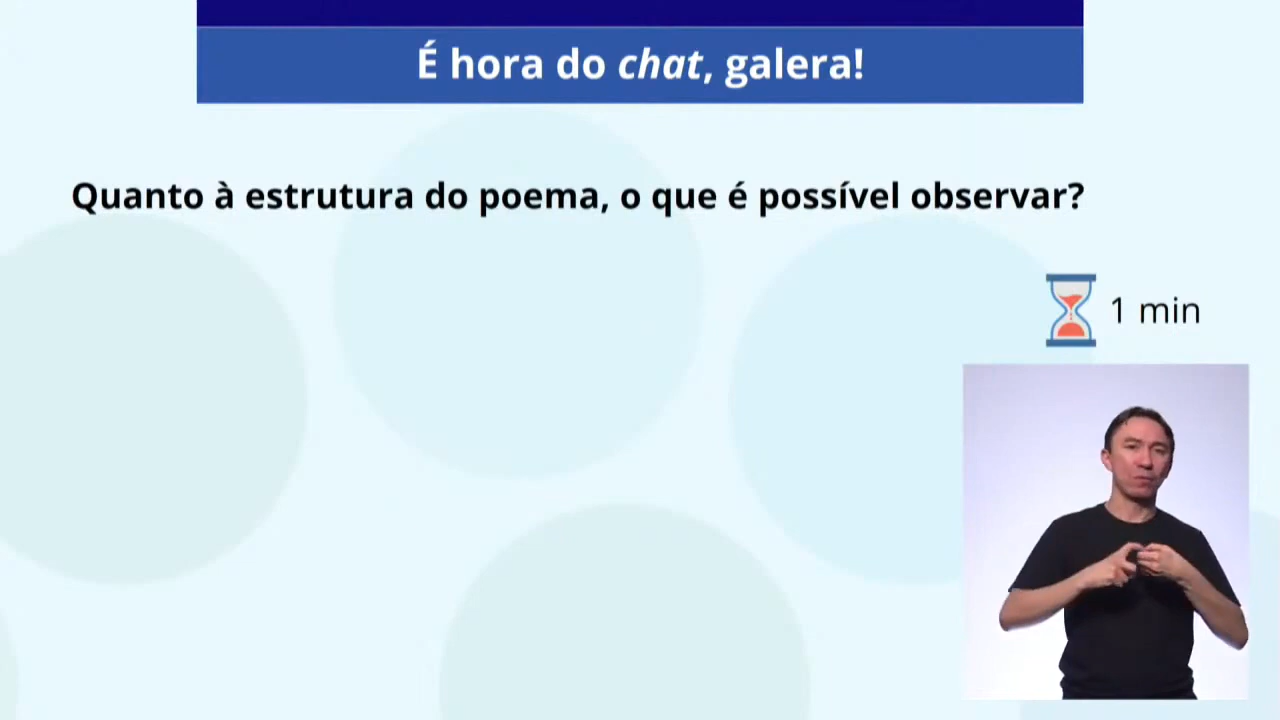 É hora do chat, galera!
Quanto à estrutura do poema, o que é possível observar?
1 min